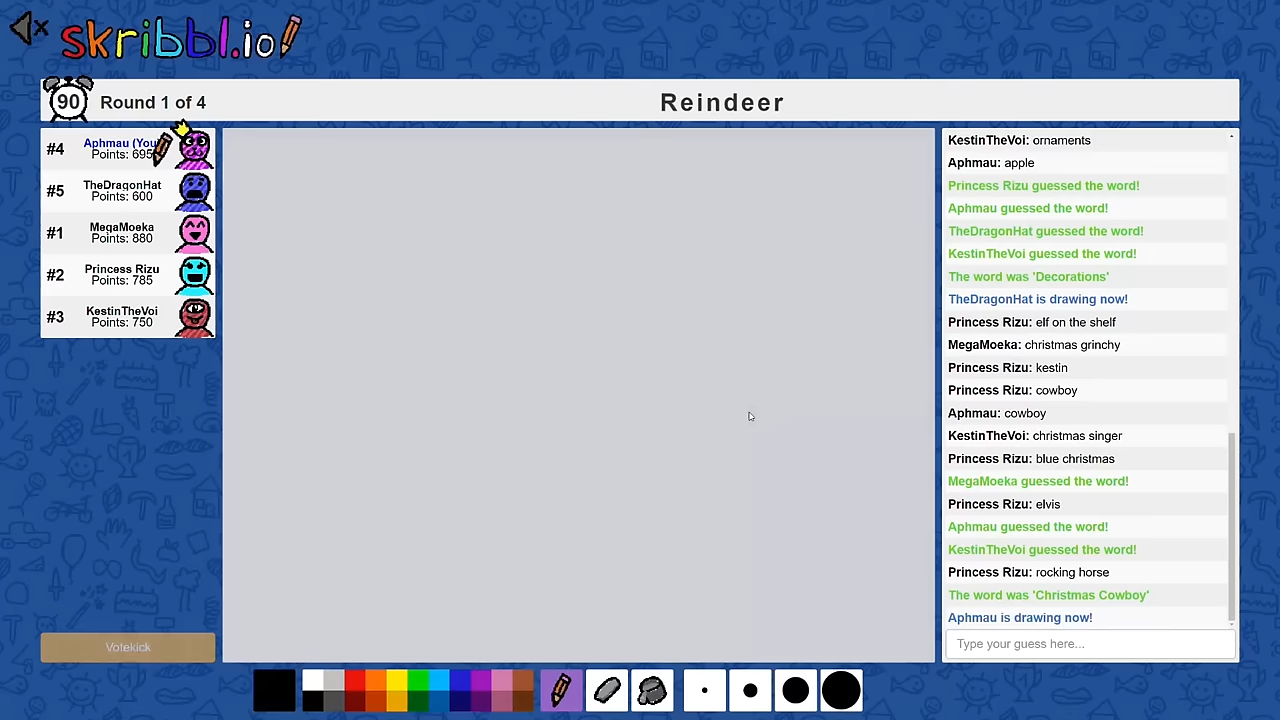 skribbl.io
90
Round 1 of 4
Reindeer
#4
Aphmau (You
Points: 695
#5
TheDragonHat
Points: 600
#1
MegaMoeka
Points: 880
#2
Princess Rizu
Points: 785
#3
KestinTheVoi
Points: 750
Votekick
KestinTheVoi: ornaments
Aphmau: apple
Princess Rizu guessed the word!
Aphmau guessed the word!
TheDragonHat guessed the word!
KestinTheVoi guessed the word!
The word was 'Decorations'
TheDragonHat is drawing now!
Princess Rizu: elf on the shelf
MegaMoeka: christmas grinchy
Princess Rizu: kestin
Princess Rizu: cowboy
Aphmau: cowboy
KestinTheVoi: christmas singer
Princess Rizu: blue christmas
MegaMoeka guessed the word!
Princess Rizu: elvis
Aphmau guessed the word!
KestinTheVoi guessed the word!
Princess Rizu: rocking horse
The word was 'Christmas Cowboy'
Aphmau is drawing now!
Type your guess here...